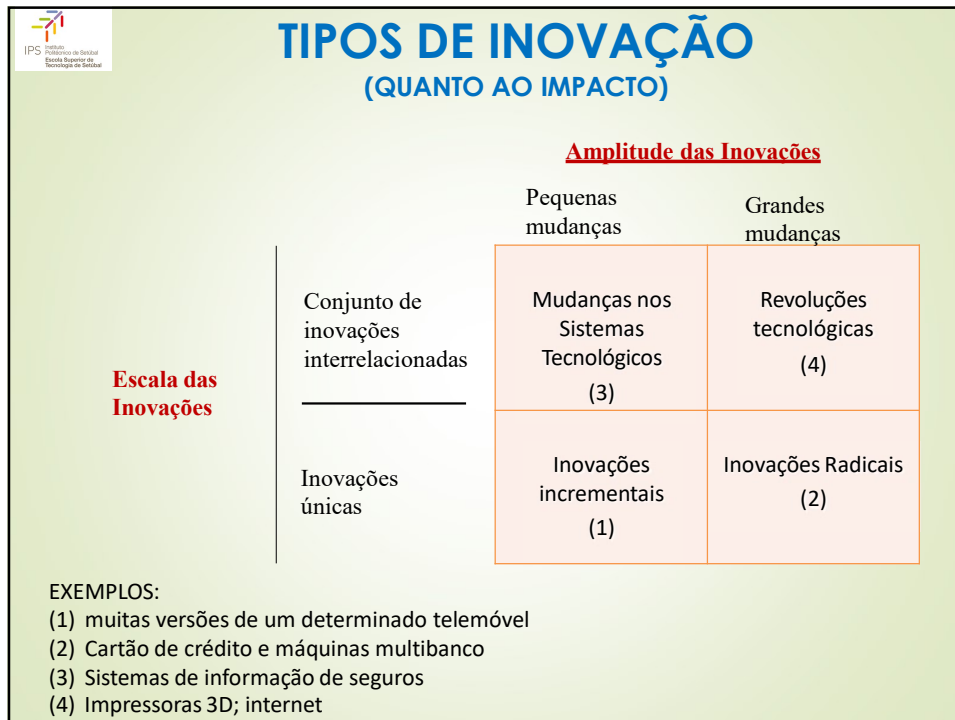 IPS Instituto
Politécnico de Setúbal
Escola Superior de
Tecnologia de Setúbal
TIPOS DE INOVAÇÃO
(QUANTO AO IMPACTO)
Amplitude das Inovações
Pequenas
mudanças
Grandes
mudanças
Escala das
Inovações
Conjunto de
inovações
interrelacionadas
Mudanças nos
Sistemas
Tecnológicos
(3)
Revoluções
tecnológicas
(4)
Inovações
únicas
Inovações
incrementais
(1)
Inovações Radicais
(2)
EXEMPLOS:
(1) muitas versões de um determinado telemóvel
(2) Cartão de crédito e máquinas multibanco
(3) Sistemas de informação de seguros
(4) Impressoras 3D; internet